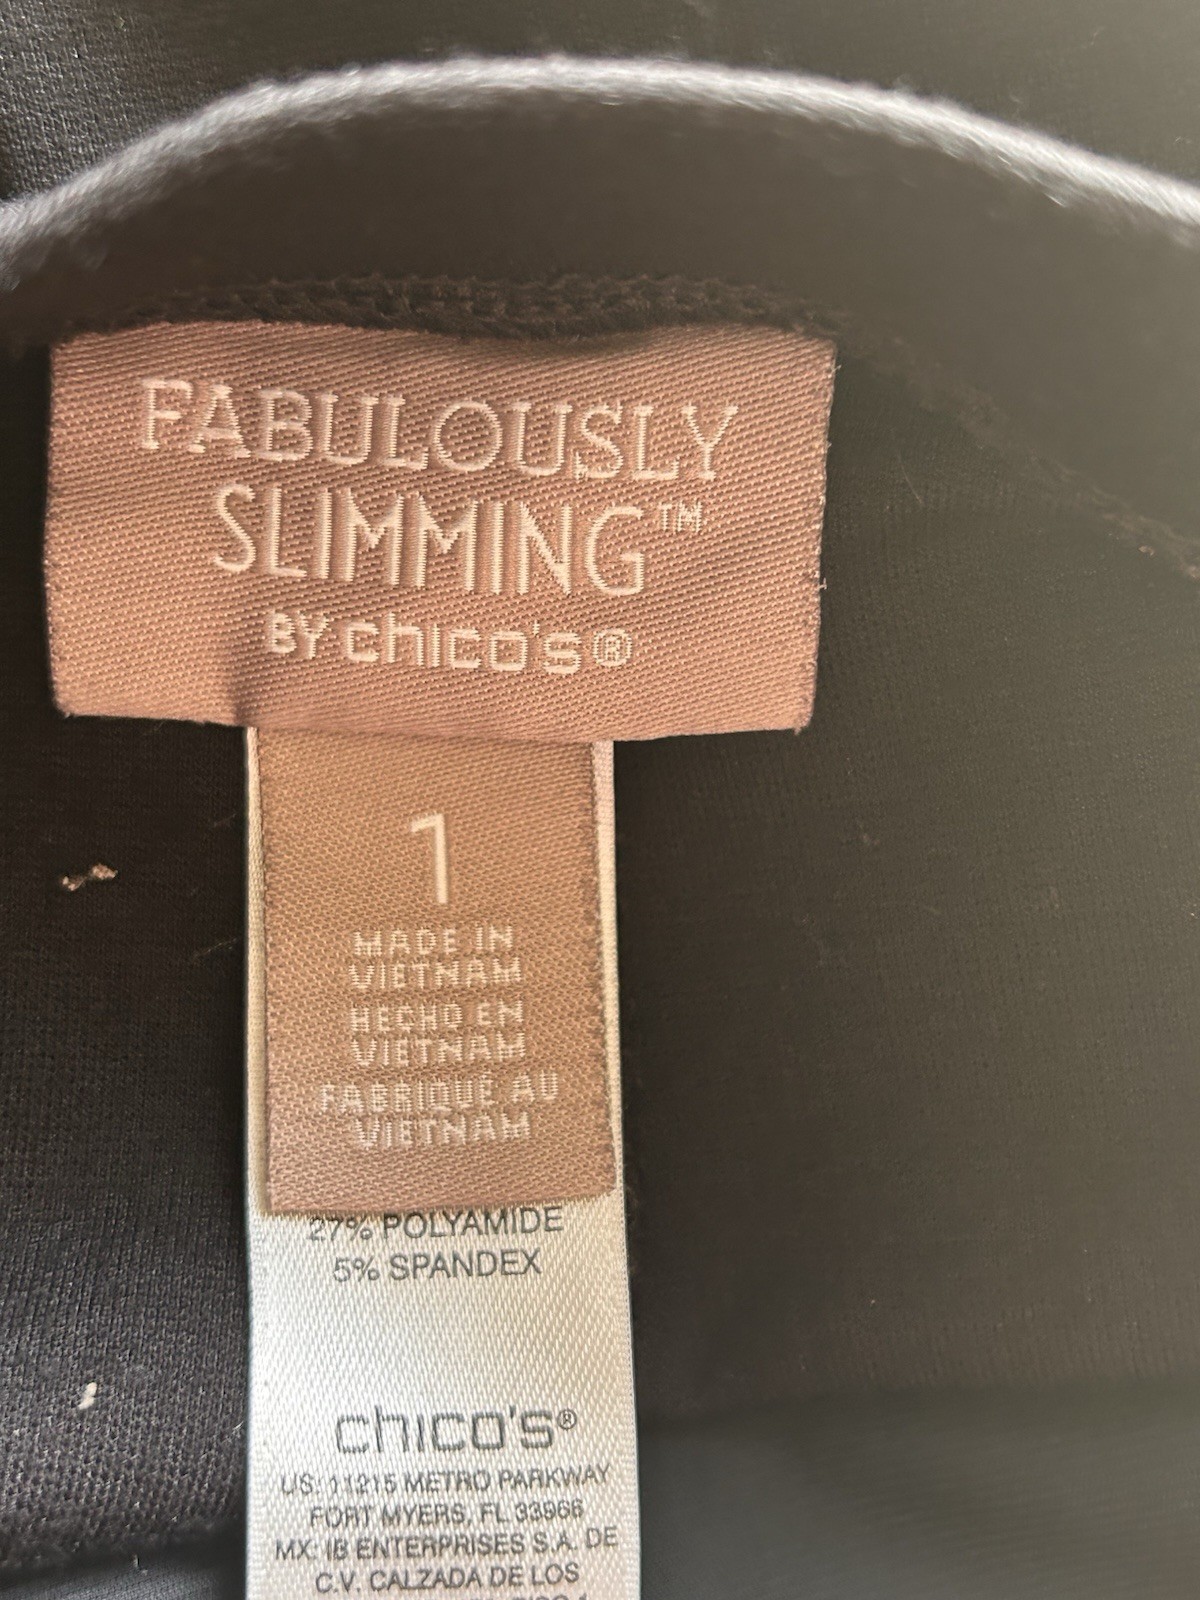 FABULOUSLY
SLIMMING™
BY chico's®
1
MADE IN
VIETNAM
HECHO EN
VIETNAM
FABRIQUÉ AU
VIETNAM
27% POLYAMIDE
5% SPANDEX
chico's®
US: 11215 METRO PARKWAY
FORT MYERS, FL 33966
MX: IB ENTERPRISES S.A. DE
C.V. CALZADA DE LOS